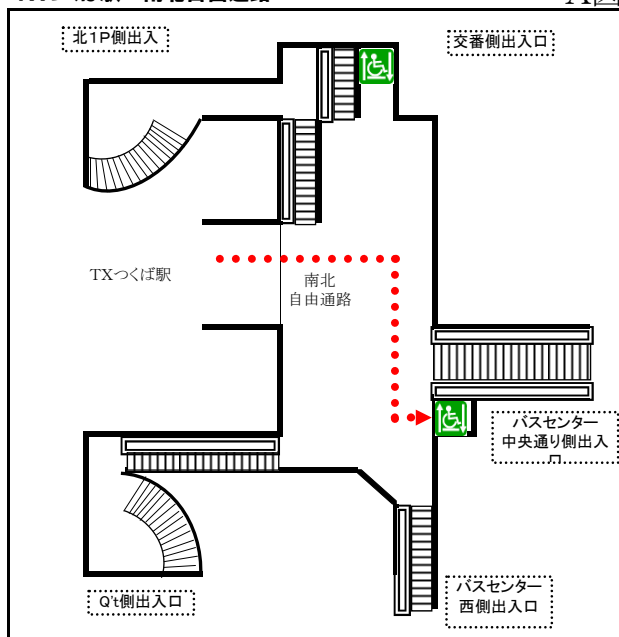 北1P側出入
交番側出入口
TXつくば駅
南北
自由通路
バスセンター
中央通り側出入
口
Q't側出入口
バスセンター
西側出入口